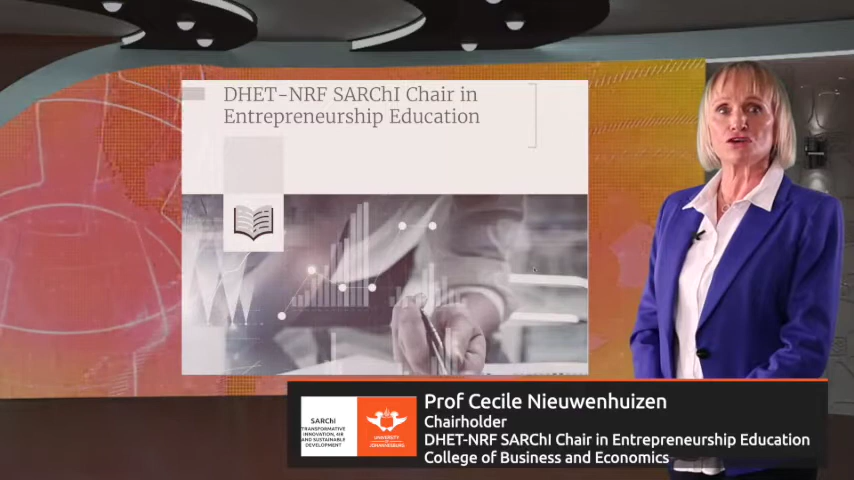 DHET-NRF SARChI Chair in
Entrepreneurship Education
Prof Cecile Nieuwenhuizen
Chairholder
DHET-NRF SARChI Chair in Entrepreneurship Education
College of Business and Economics
SARChI
TRANSFORMATIVE
INNOVATION, 4IR
AND SUSTAINABLE
DEVELOPMENT
UNIVERSITY
OF
JOHANNESBURG